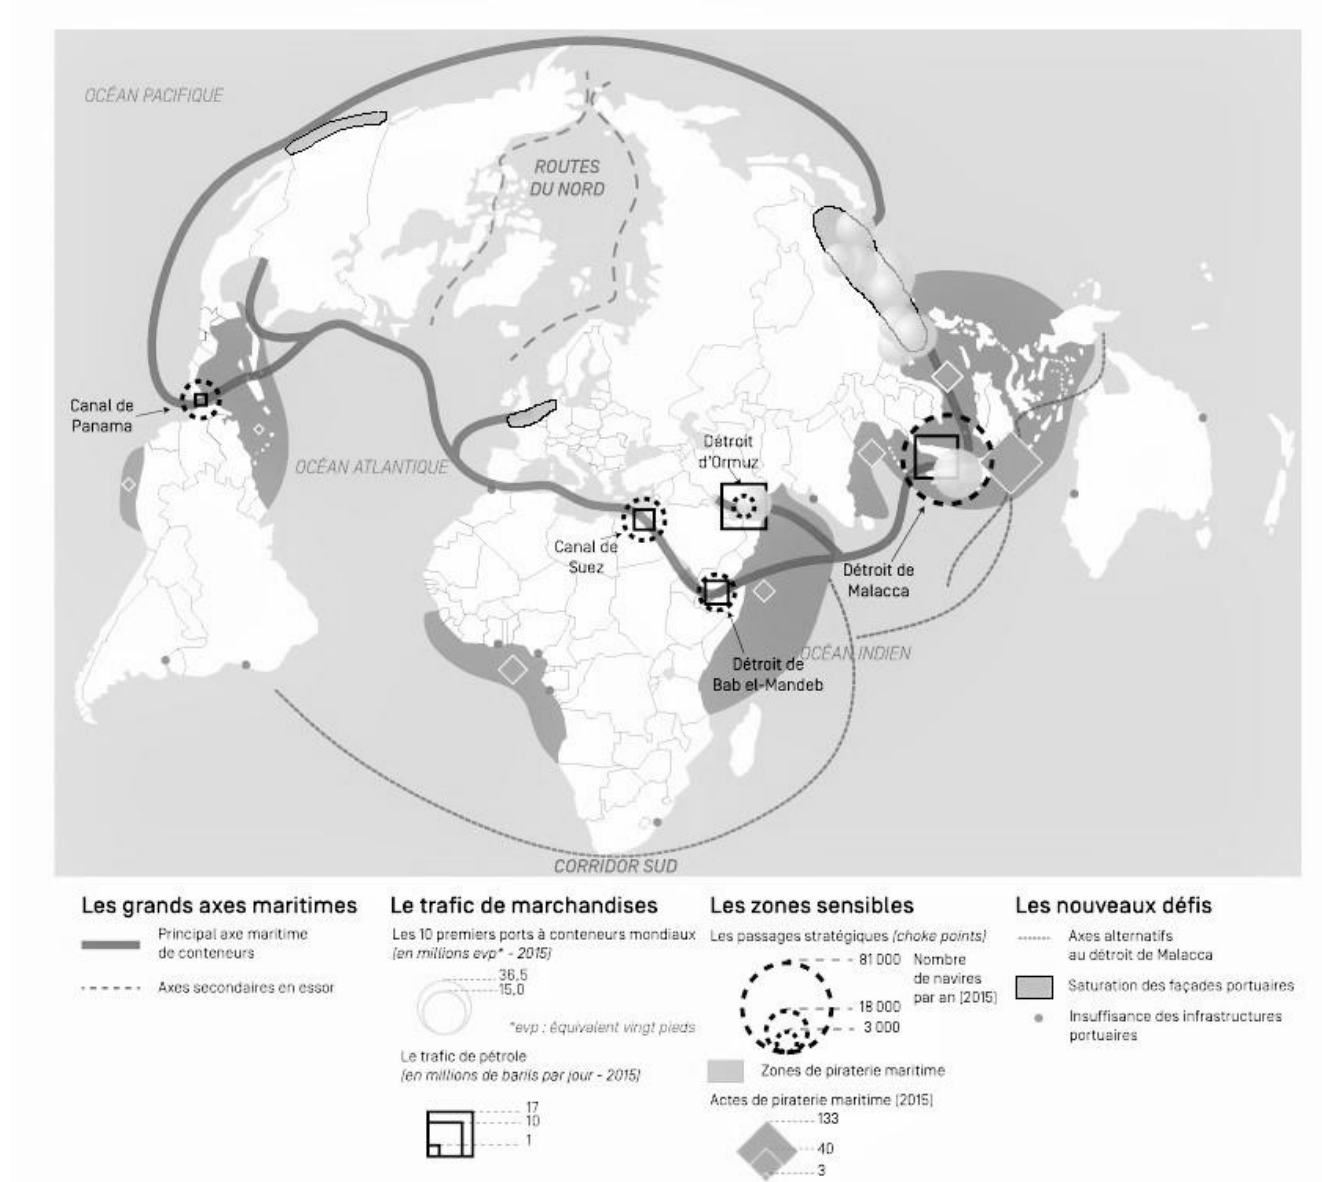 OCÉAN PACIFIQUE
ROUTES
DU NORD
Canal de
Panama
OCÉAN ATLANTIQUE
Détroit
d'Ormuz
Canal de
Suez
Détroit de
Malacca
OCÉAN INDIEN
Détroit de
Bab el-Mandeb
CORRIDOR SUD
Les grands axes maritimes
Principal axe maritime
de conteneurs
Axes secondaires en essor
Le trafic de marchandises
Les 10 premiers ports à conteneurs mondiaux
(en millions evp* - 2015)
36,5
15,0
*evp : équivalent vingt pieds
Le trafic de pétrole
(en millions de barils par jour - 2015)
17
10
1
Les zones sensibles
Les passages stratégiques (choke points)
81 000 Nombre
de navires
par an (2015)
18 000
3 000
Zones de piraterie maritime
Actes de piraterie maritime (2015)
133
40
3
Les nouveaux défis
Axes alternatifs
au détroit de Malacca
Saturation des façades portuaires
Insuffisance des infrastructures
portuaires